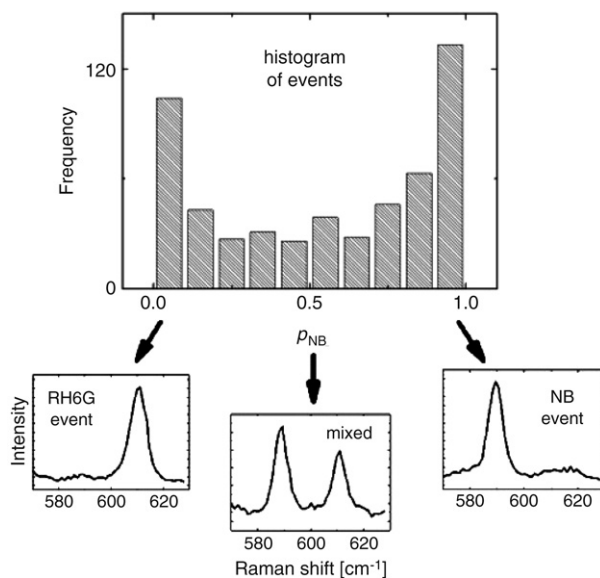 histogram
of events
120
60
0
Frequency
0.0
0.5
1.0
pNB
RH6G
event
Intensity
580
600
620
mixed
580
600
620
Raman shift [cm-1]
NB
event
580
600
620